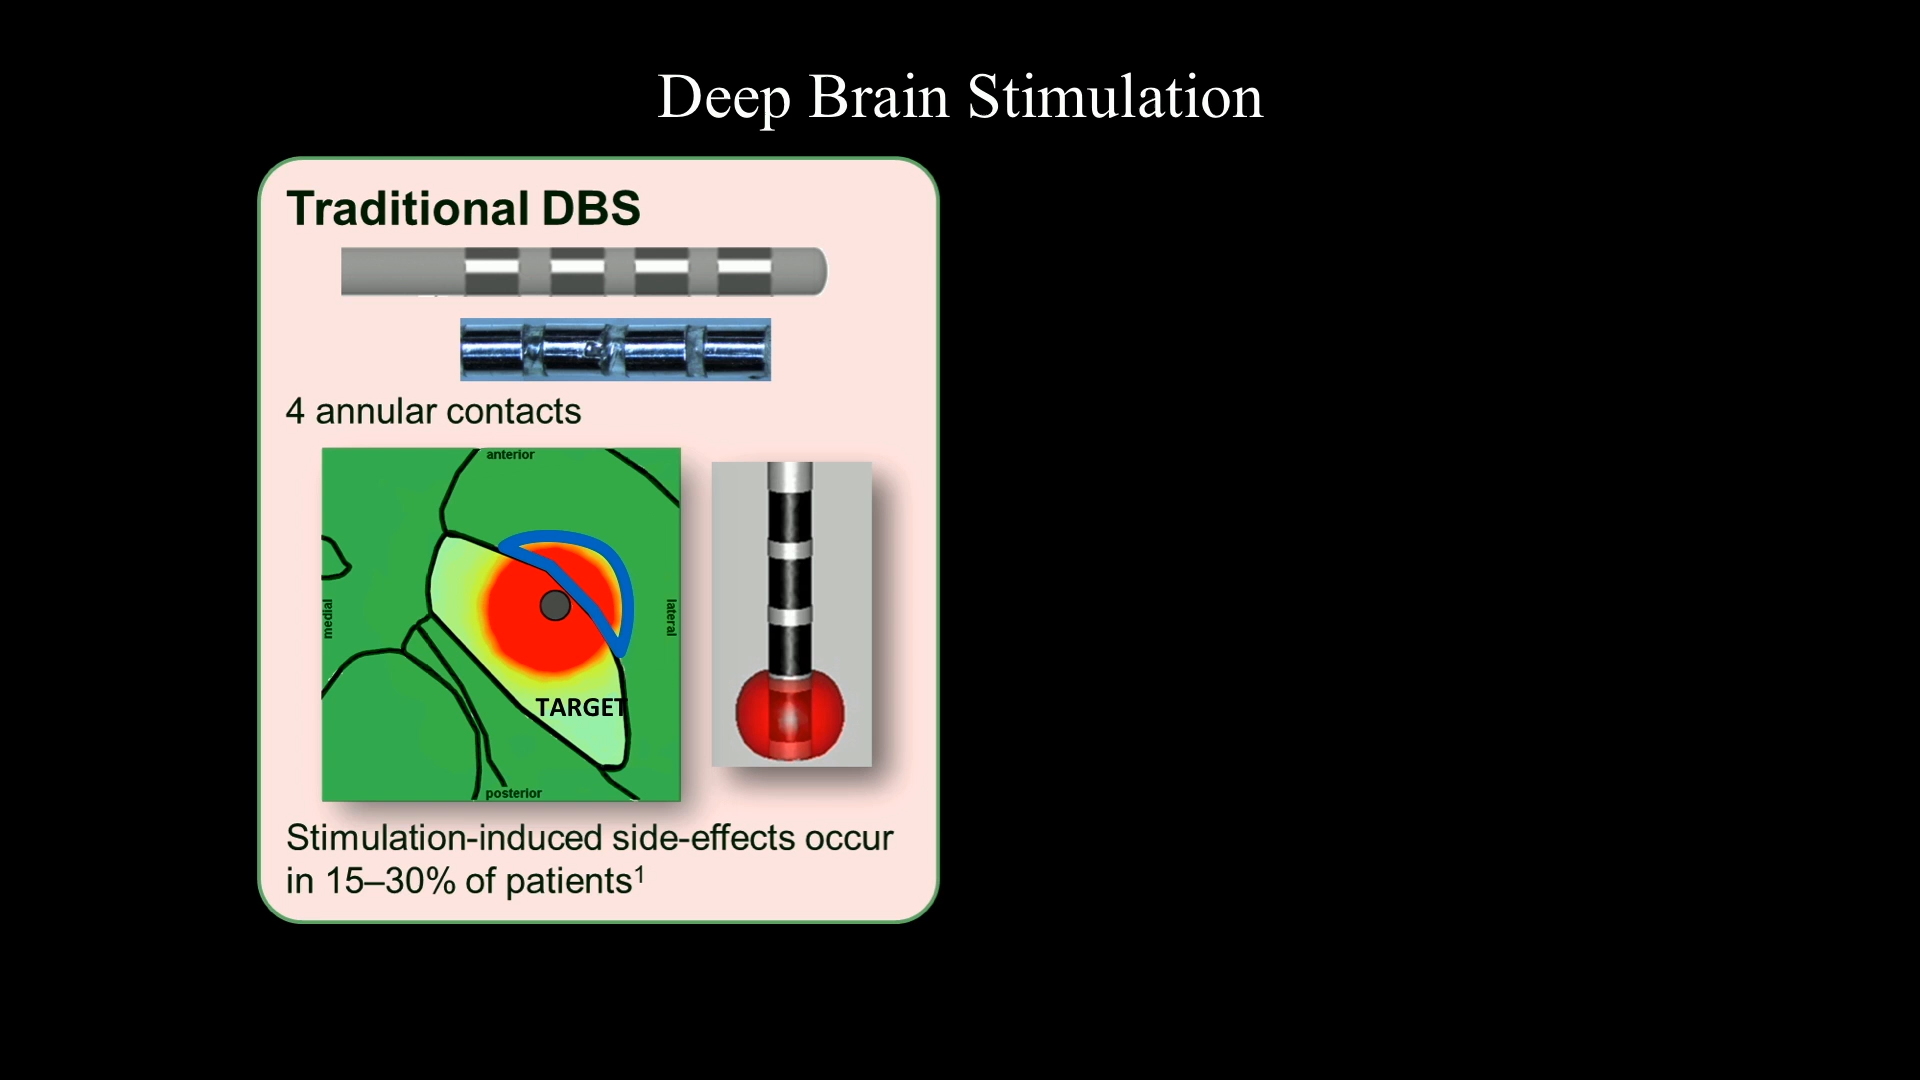 Deep Brain Stimulation
Traditional DBS
4 annular contacts
anterior
medial
lateral
TARGET
posterior
Stimulation-induced side-effects occur
in 15–30% of patients¹